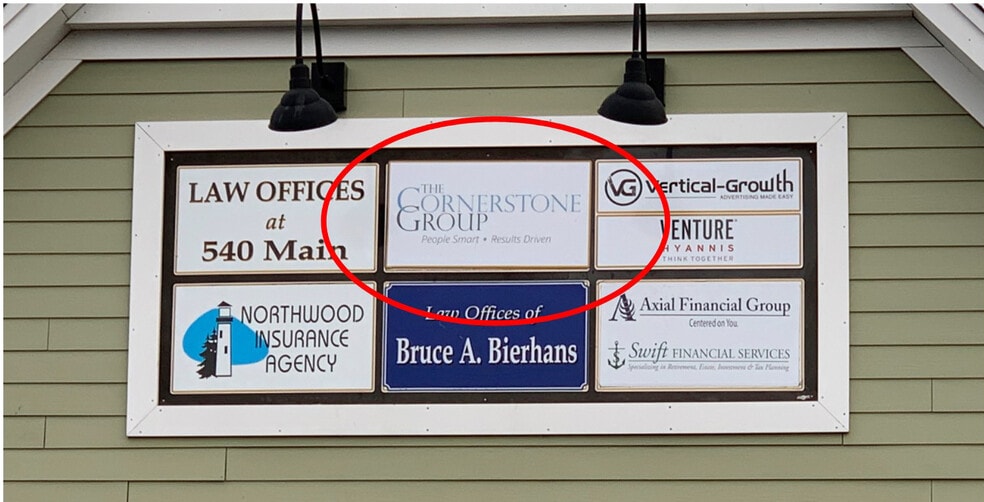 LAW OFFICES
at
540 Main
THE
CORNERSTONE
GROUP
People Smart • Results Driven
VG Vertical-Growth
ADVERTISING MADE EASY
VENTURE
HYANNIS
THINK TOGETHER
NORTHWOOD
INSURANCE
AGENCY
Law Offices of
Bruce A. Bierhans
Axial Financial Group
Centered on You.
Swift FINANCIAL SERVICES
Specializing in Retirement, Estate, Investment & Tax Planning